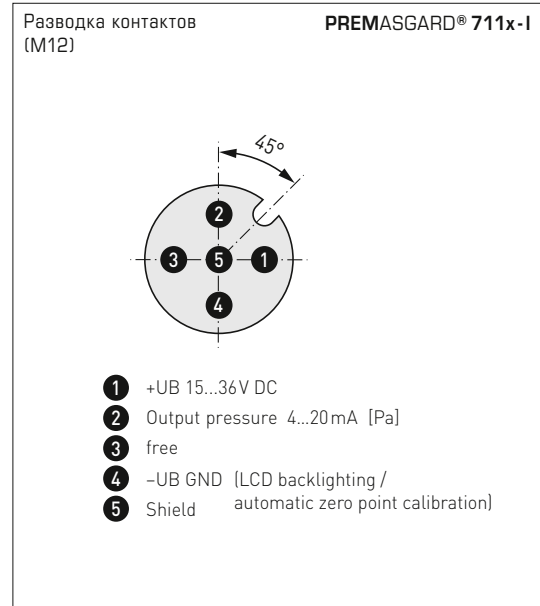 Разводка контактов
(M12)
PREMASGARD® 711x-I
45°
2
3 5 1
4
1 +UB 15...36V DC
2 Output pressure 4...20mA [Pa]
3 free
4 –UB GND (LCD backlighting /
automatic zero point calibration)
5 Shield